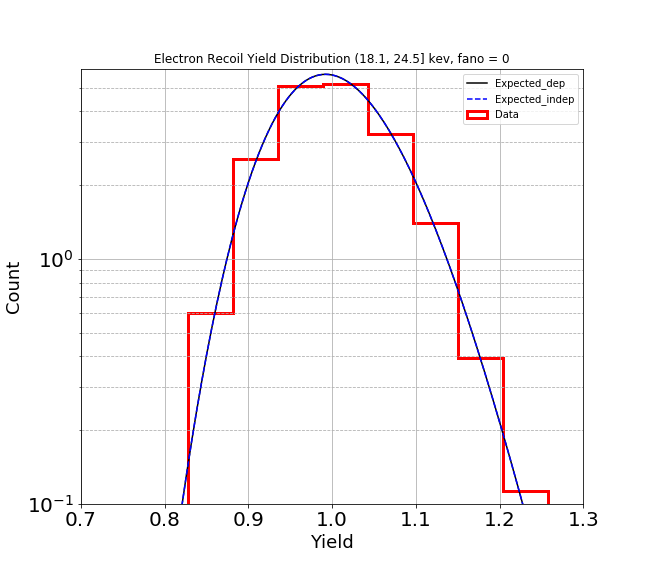 Electron Recoil Yield Distribution (18.1, 24.5] kev, fano = 0
Expected_dep
Expected_indep
Data
Count
10⁰
10⁻¹
0.7 0.8 0.9 1.0 1.1 1.2 1.3
Yield